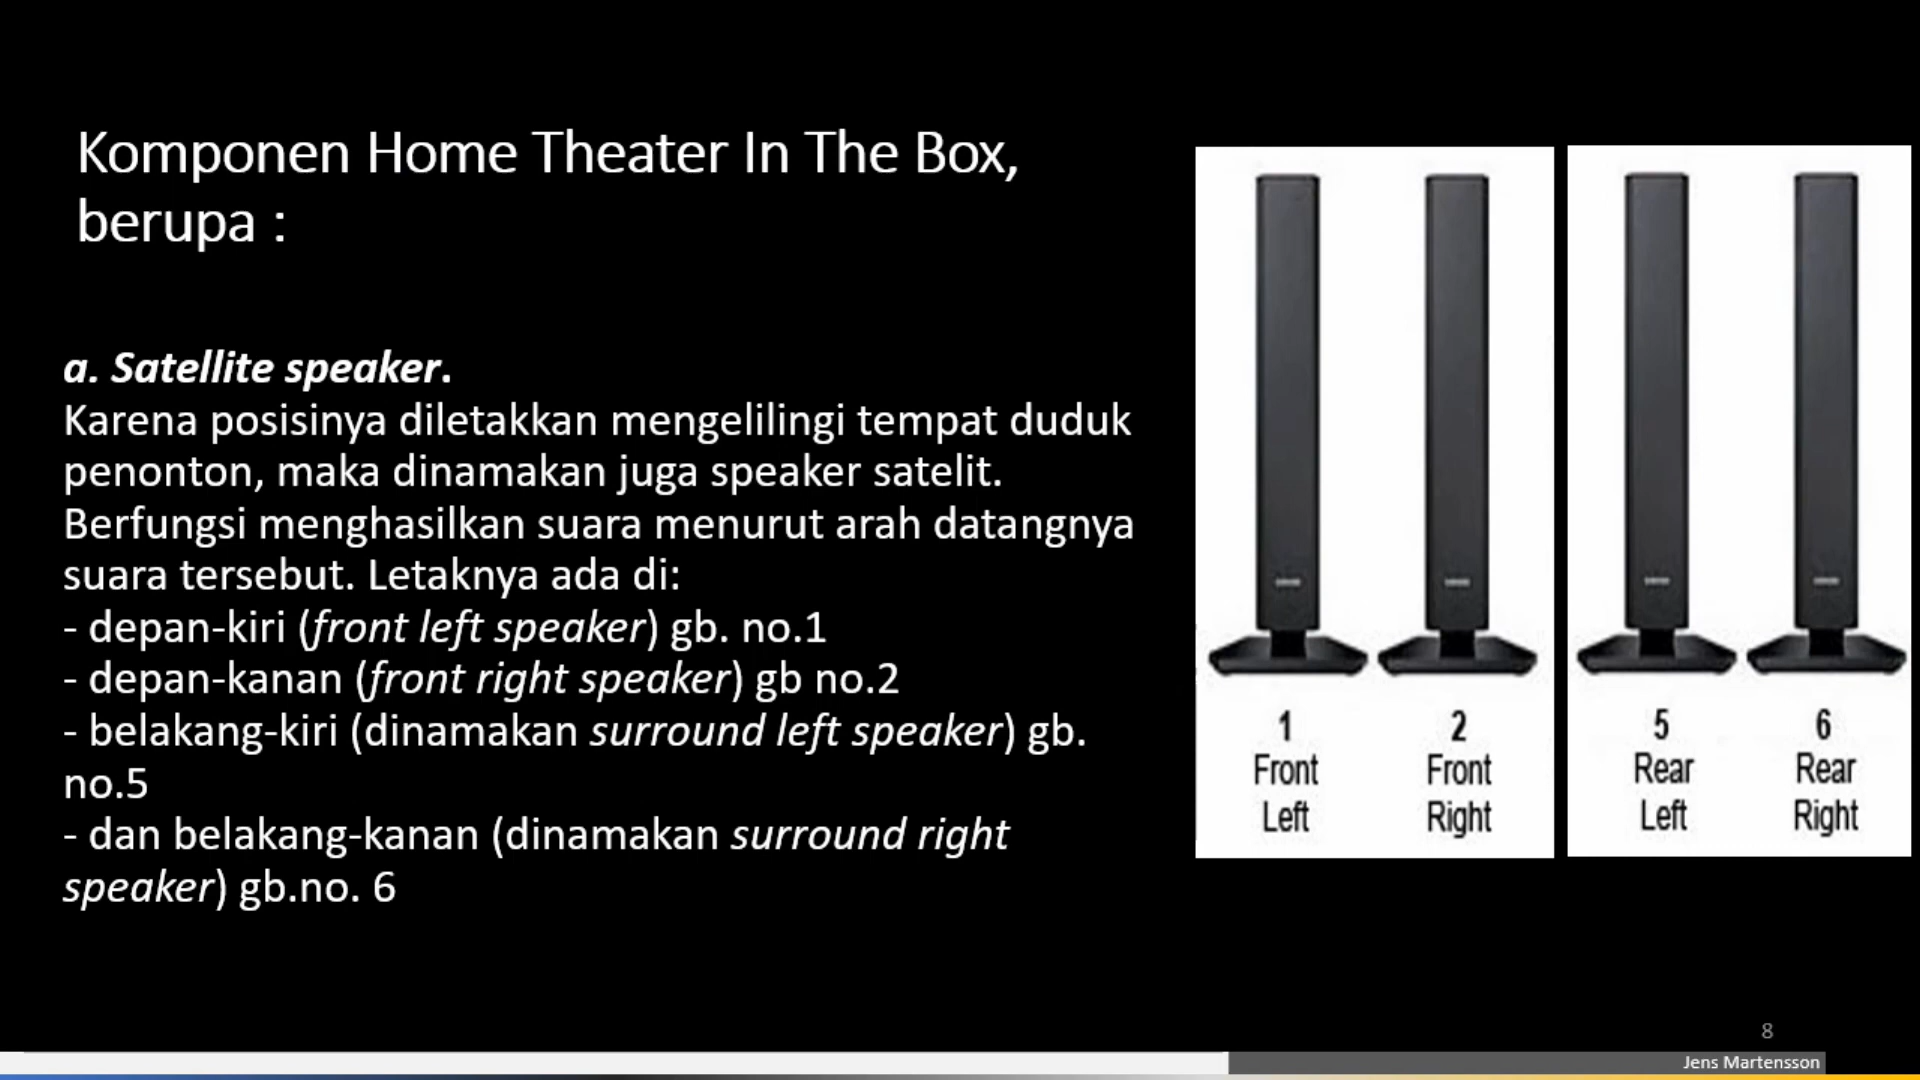 Komponen Home Theater In The Box,
berupa :
a. Satellite speaker.
Karena posisinya diletakkan mengelilingi tempat duduk
penonton, maka dinamakan juga speaker satelit.
Berfungsi menghasilkan suara menurut arah datangnya
suara tersebut. Letaknya ada di:
- depan-kiri (front left speaker) gb. no.1
- depan-kanan (front right speaker) gb no.2
- belakang-kiri (dinamakan surround left speaker) gb.
no.5
- dan belakang-kanan (dinamakan surround right
speaker) gb.no. 6
1
Front
Left
2
Front
Right
5
Rear
Left
6
Rear
Right
8
Jens Martensson